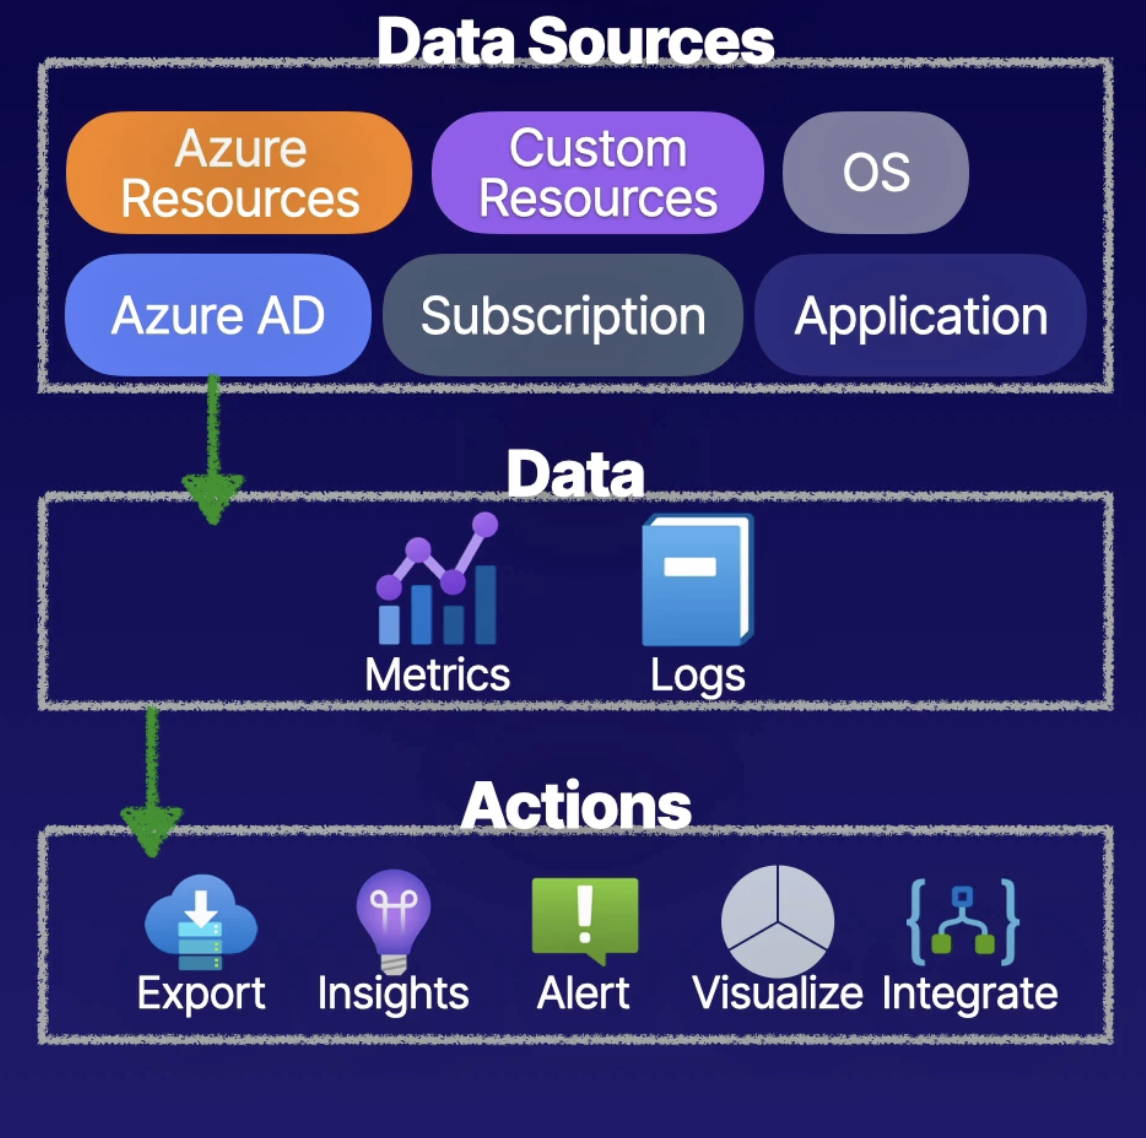 Data Sources
Azure
Resources
Custom
Resources
OS
Azure AD
Subscription
Application
Data
Metrics
Logs
Actions
Export
Insights
Alert
Visualize
Integrate